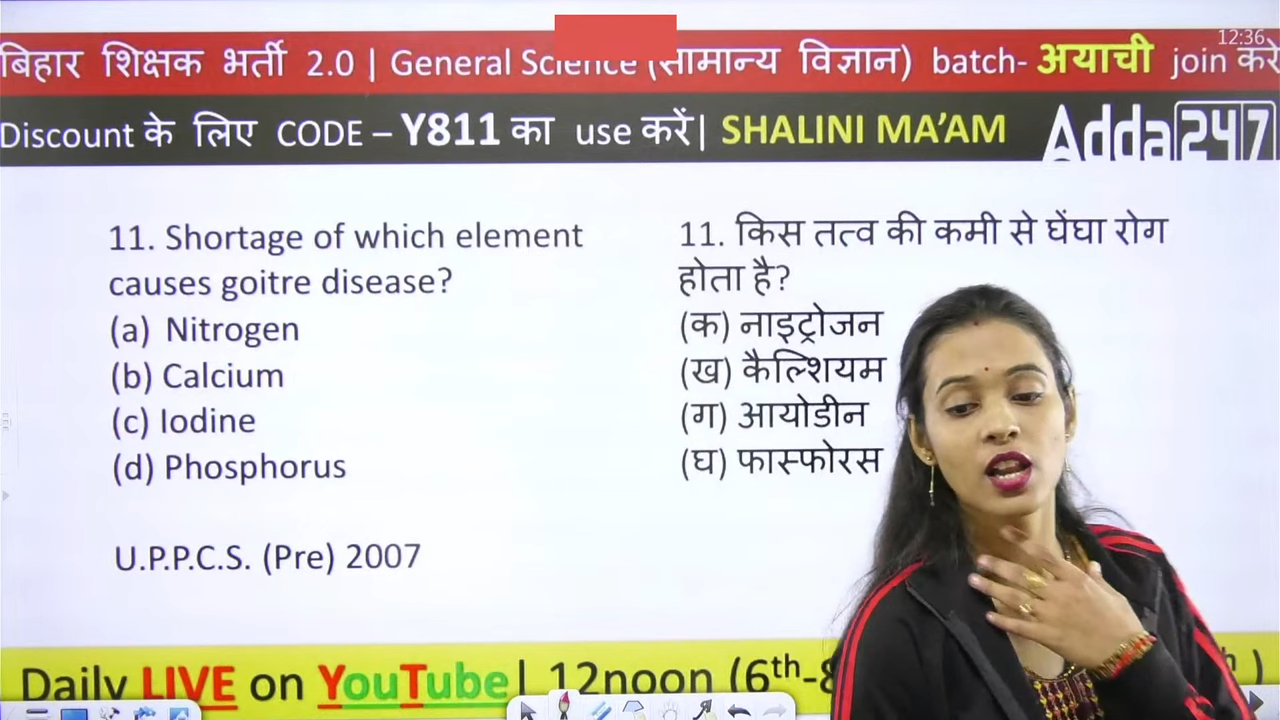 12:36
बिहार शिक्षक भर्ती 2.0 | General Science (सामान्य विज्ञान) batch- अयाची join करे
Discount के लिए CODE – Y811 का use करें| SHALINI MA'AM Adda247
11. Shortage of which element
causes goitre disease?
(a) Nitrogen
(b) Calcium
(c) Iodine
(d) Phosphorus
U.P.P.C.S. (Pre) 2007
11. किस तत्व की कमी से घेंघा रोग
होता है?
(क) नाइट्रोजन
(ख) कैल्शियम
(ग) आयोडीन
(घ) फास्फोरस
Daily LIVE on YouTube| 12noon (6th-8